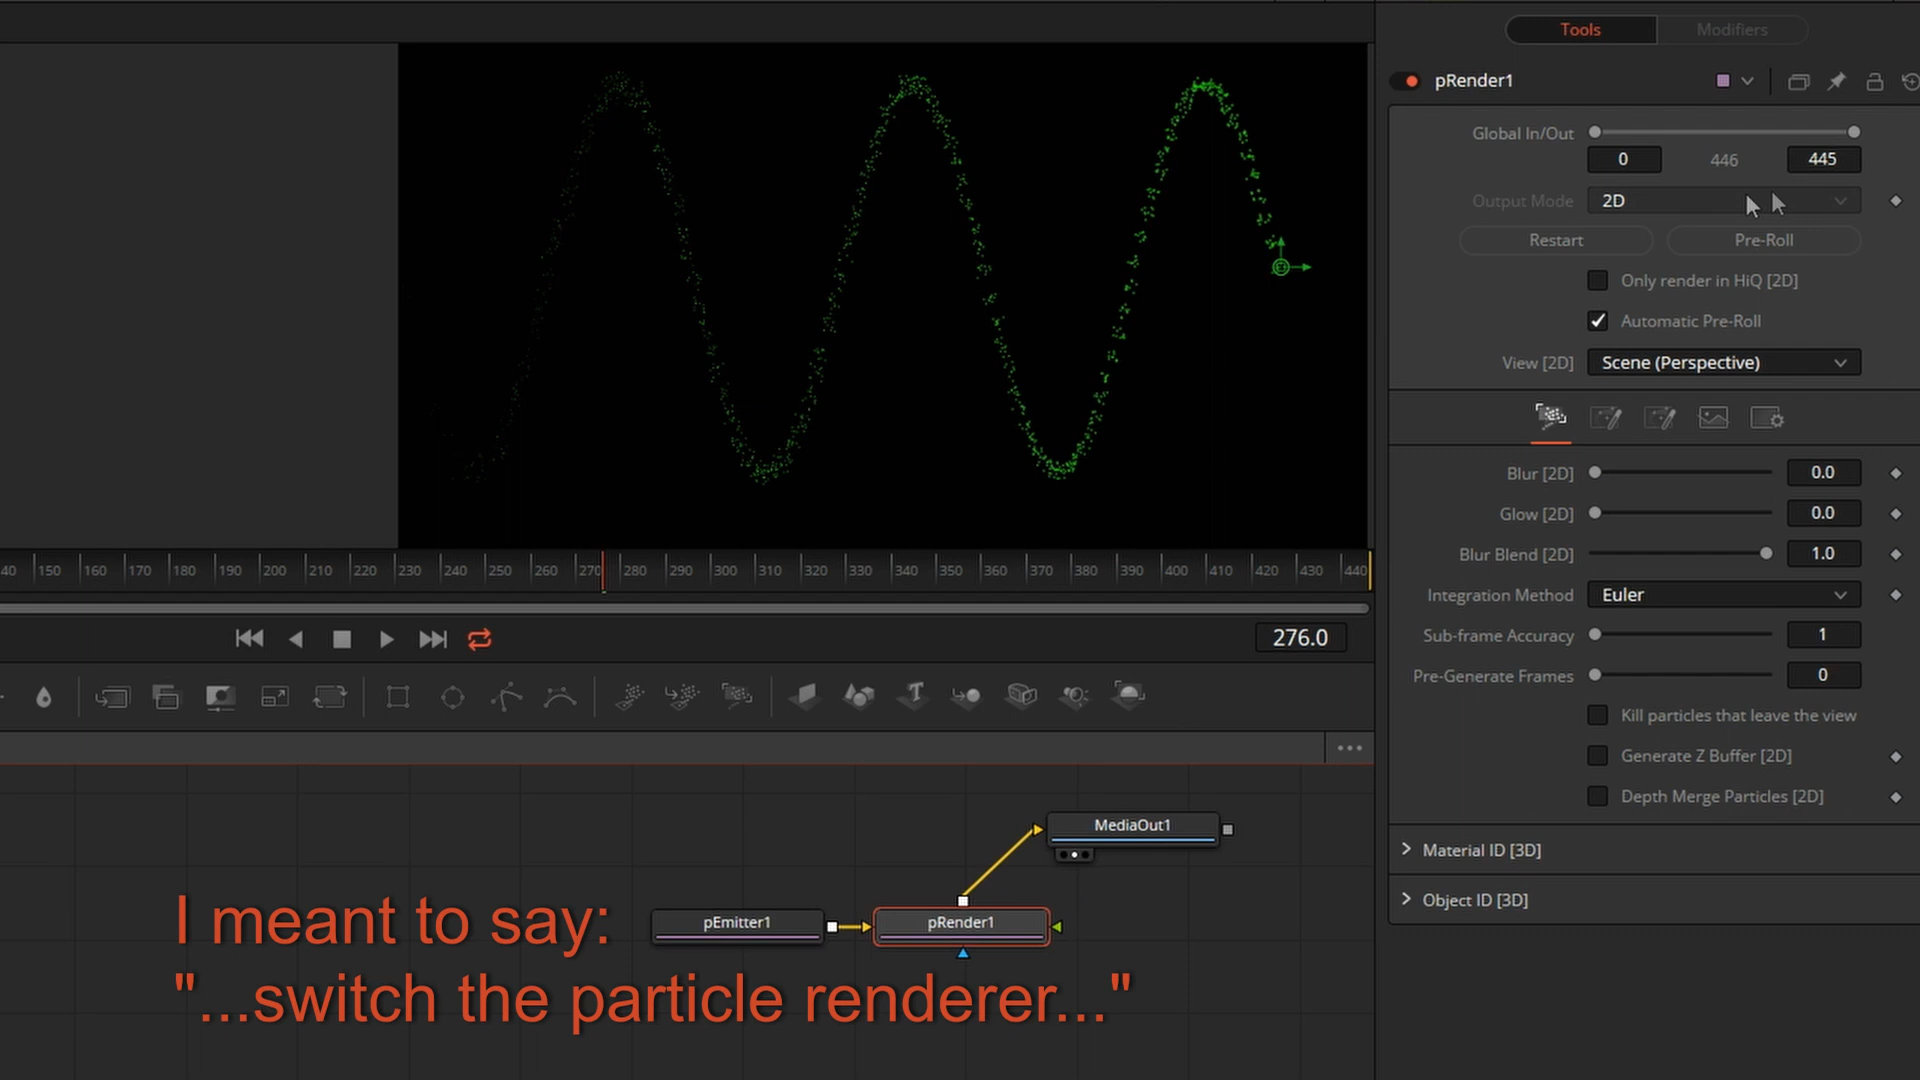 Tools
Modifiers
pRender1
Global In/Out
0
446
445
Output Mode
2D
Restart
Pre-Roll
Only render in HiQ [2D]
Automatic Pre-Roll
View [2D]
Scene (Perspective)
Blur [2D]
0.0
Glow [2D]
0.0
Blur Blend [2D]
1.0
Integration Method
Euler
Sub-frame Accuracy
1
Pre-Generate Frames
0
Kill particles that leave the view
Generate Z Buffer [2D]
Depth Merge Particles [2D]
Material ID [3D]
Object ID [3D]
40 150 160 170 180 190 200 210 220 230 240 250 260 270 280 290 300 310 320 330 340 350 360 370 380 390 400 410 420 430 440
276.0
MediaOut1
pEmitter1
pRender1
I meant to say:
"...switch the particle renderer..."